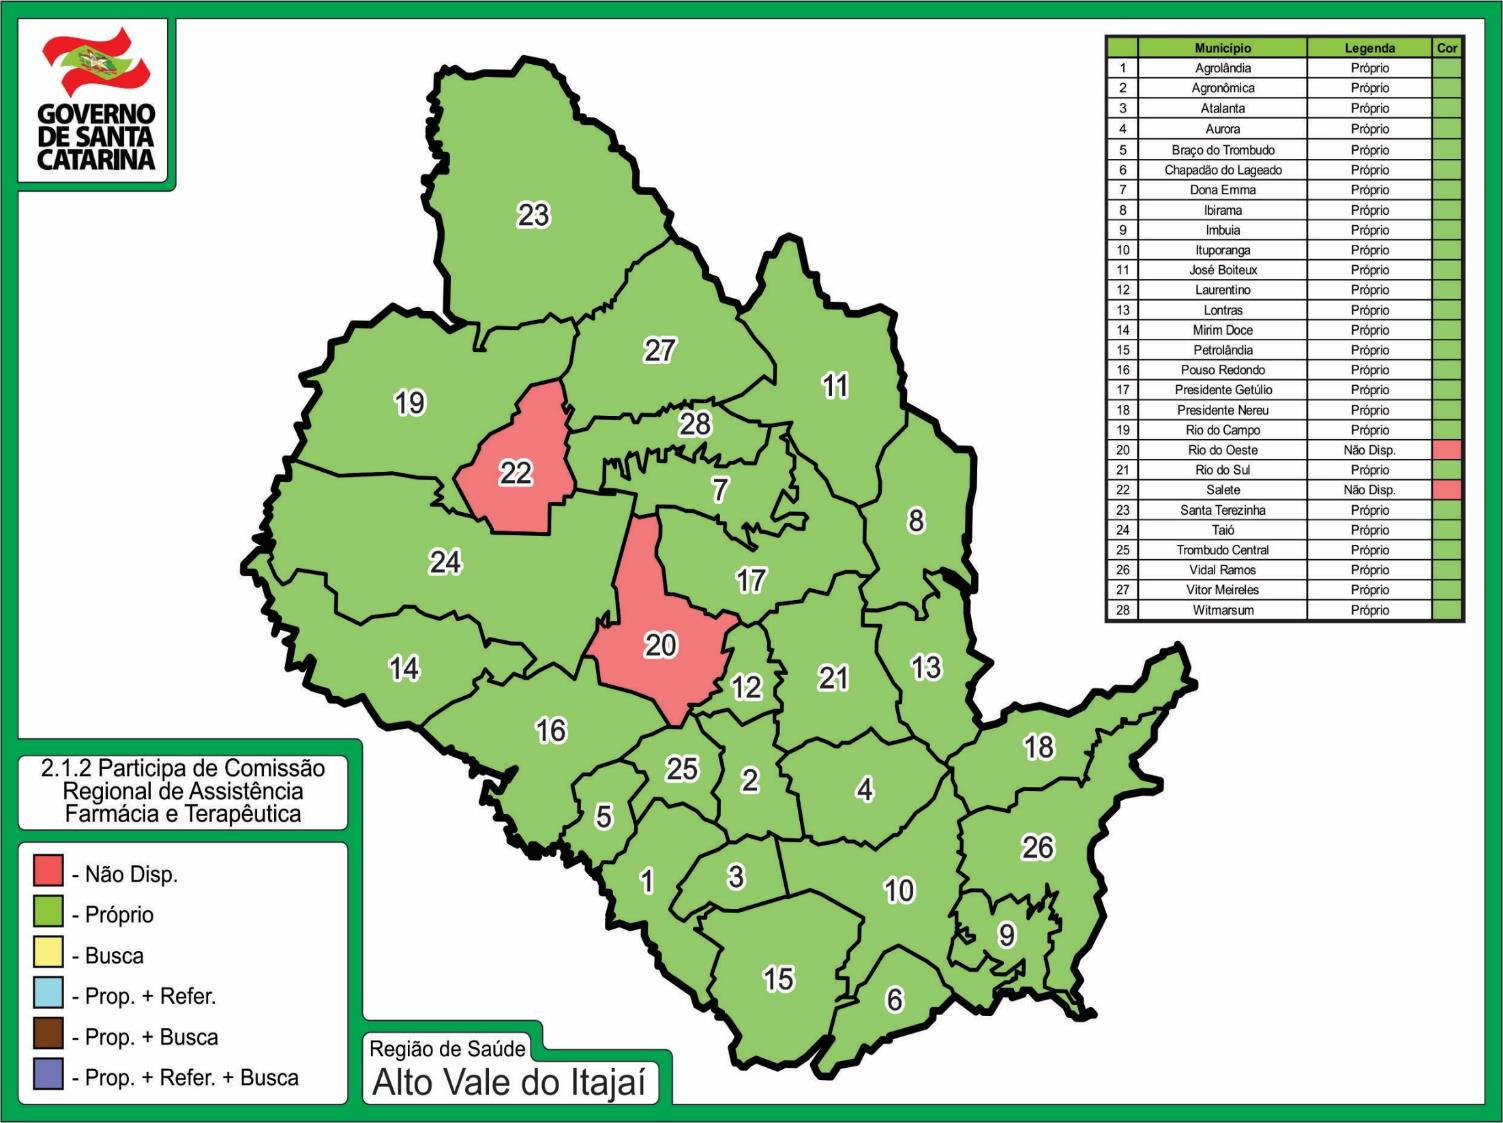 GOVERNO
DE SANTA
CATARINA
Município Legenda Cor
1 Agrolândia Próprio
2 Agronômica Próprio
3 Atalanta Próprio
4 Aurora Próprio
5 Braço do Trombudo Próprio
6 Chapadão do Lageado Próprio
7 Dona Emma Próprio
8 Ibirama Próprio
9 Imbuia Próprio
10 Ituporanga Próprio
11 José Boiteux Próprio
12 Laurentino Próprio
13 Lontras Próprio
14 Mirim Doce Próprio
15 Petrolândia Próprio
16 Pouso Redondo Próprio
17 Presidente Getúlio Próprio
18 Presidente Nereu Próprio
19 Rio do Campo Próprio
20 Rio do Oeste Não Disp.
21 Rio do Sul Próprio
22 Salete Não Disp.
23 Santa Terezinha Próprio
24 Taió Próprio
25 Trombudo Central Próprio
26 Vidal Ramos Próprio
27 Vitor Meireles Próprio
28 Witmarsum Próprio
23
27
11
19
28
22
7
8
24
17
20
14
12
21
13
16
18
25
2
4
5
26
1
3
10
9
15
6
2.1.2 Participa de Comissão
Regional de Assistência
Farmácia e Terapêutica
- Não Disp.
- Próprio
- Busca
- Prop. + Refer.
- Prop. + Busca
- Prop. + Refer. + Busca
Região de Saúde
Alto Vale do Itajaí